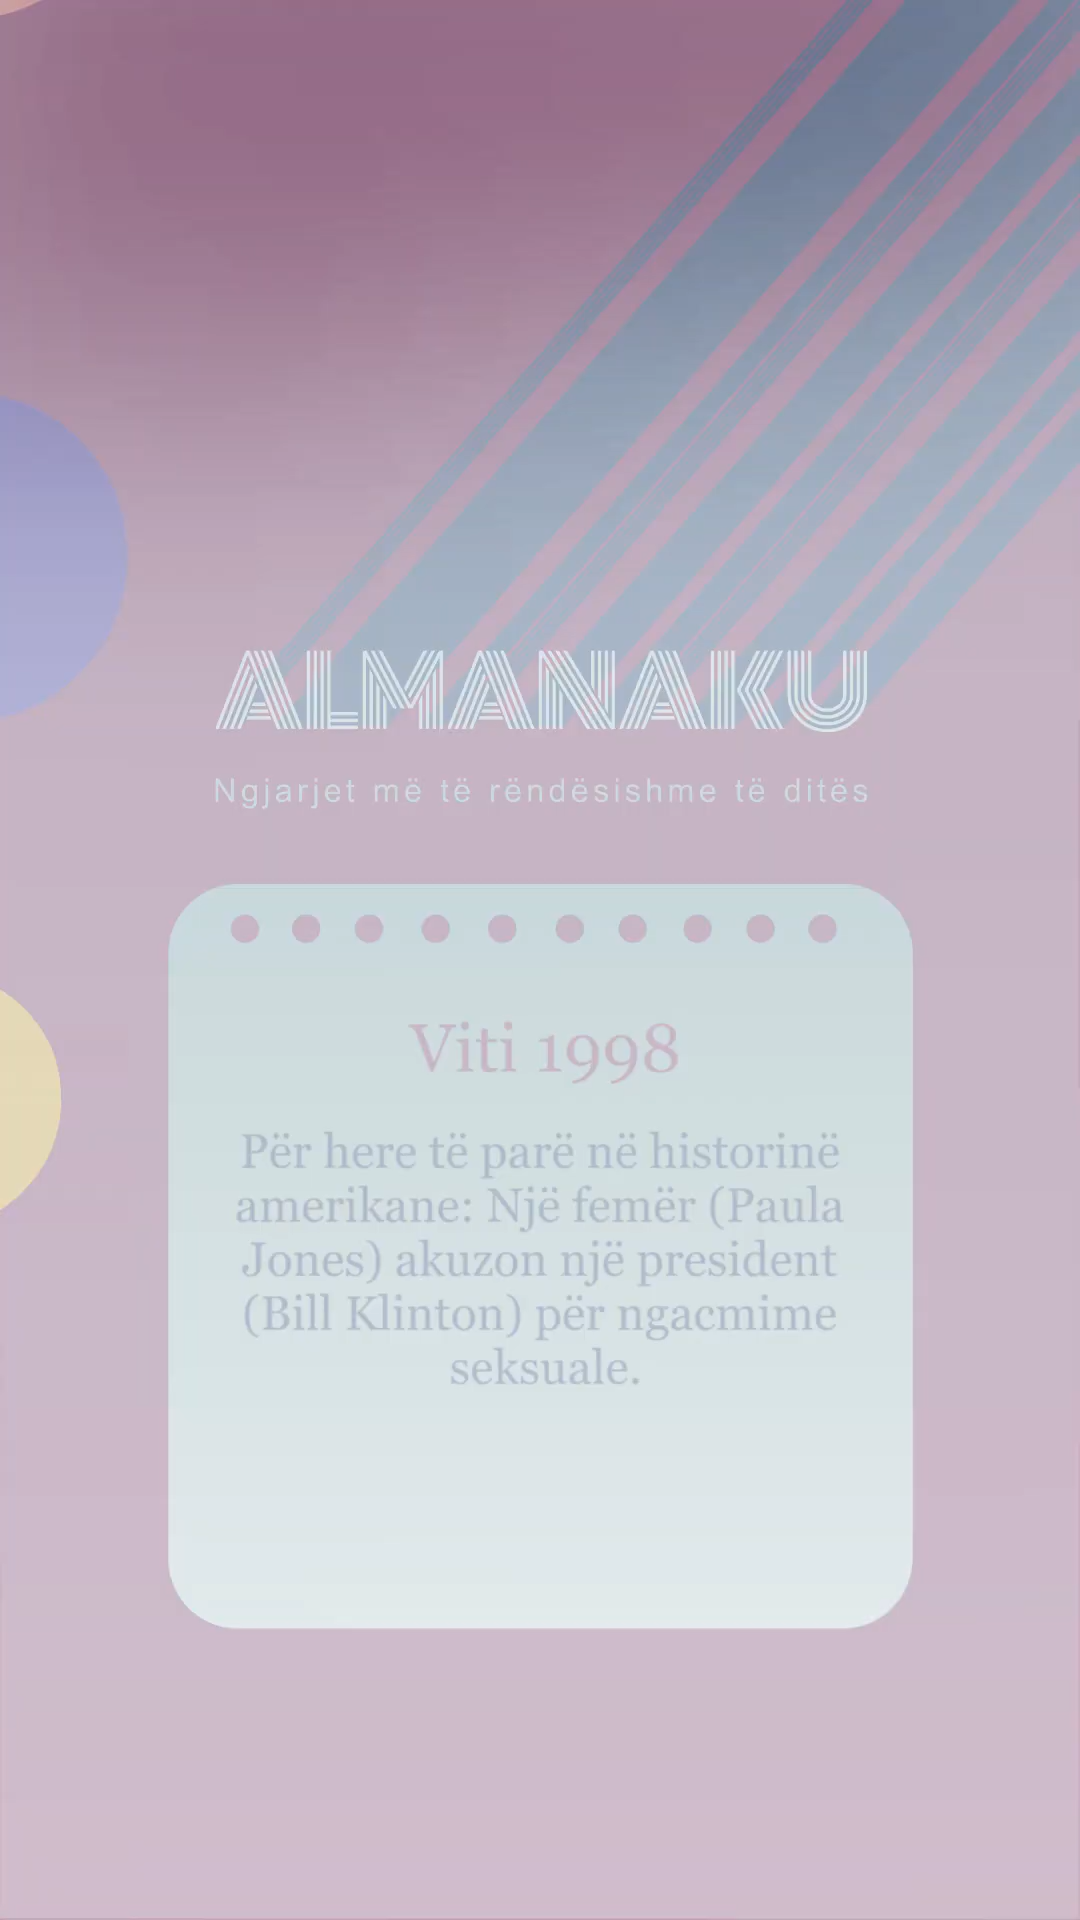 ALMANAKU
Ngjarjet më të rëndësishme të ditës
Viti 1998
Për here të parë në historinë
amerikane: Një femër (Paula
Jones) akuzon një president
(Bill Klinton) për ngacmime
seksuale.